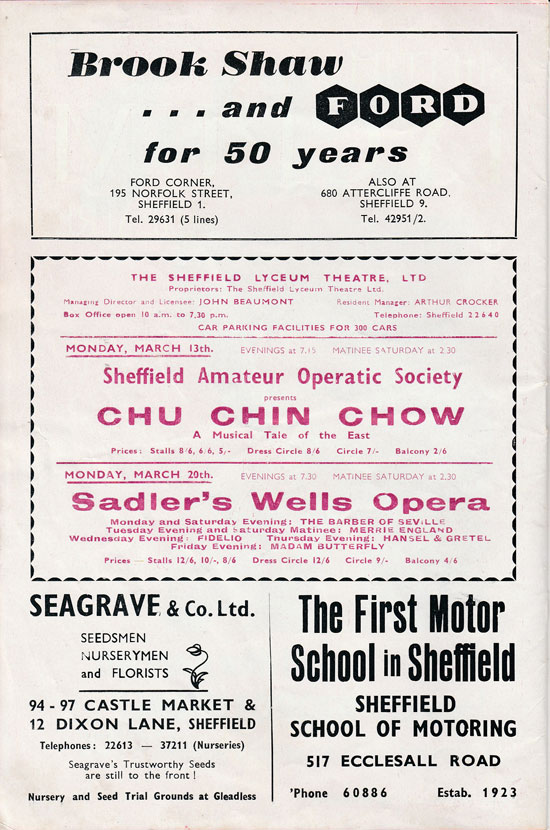 Brook Shaw
... and FORD
for 50 years
FORD CORNER,
195 NORFOLK STREET,
SHEFFIELD 1.
Tel. 29631 (5 lines)
ALSO AT
680 ATTERCLIFFE ROAD.
SHEFFIELD 9.
Tel. 42951/2.
THE SHEFFIELD LYCEUM THEATRE, LTD
Proprietors: The Sheffield Lyceum Theatre Ltd.
Managing Director and Licensee: JOHN BEAUMONT Resident Manager: ARTHUR CROCKER
Box Office open 10 a.m. to 7.30 p.m. Telephone: Sheffield 22640
CAR PARKING FACILITIES FOR 300 CARS
MONDAY, MARCH 13th. EVENINGS at 7.15 MATINEE SATURDAY at 2.30
Sheffield Amateur Operatic Society
presents
CHU CHIN CHOW
A Musical Tale of the East
Prices: Stalls 8/6, 6/6, 5/- Dress Circle 8/6 Circle 7/- Balcony 2/6
MONDAY, MARCH 20th. EVENINGS at 7.30 MATINEE SATURDAY at 2.30
Sadler's Wells Opera
Monday and Saturday Evening: THE BARBER OF SEVILLE
Tuesday Evening and Saturday Matinee: MERRIE ENGLAND
Wednesday Evening: FIDELIO Thursday Evening: HANSEL & GRETEL
Friday Evening: MADAM BUTTERFLY
Prices — Stalls 12/6, 10/-, 8/6 Dress Circle 12/6 Circle 9/- Balcony 4/6
SEAGRAVE & Co. Ltd.
SEEDSMEN
NURSERYMEN
and FLORISTS
94 - 97 CASTLE MARKET &
12 DIXON LANE, SHEFFIELD
Telephones: 22613 — 37211 (Nurseries)
Seagrave's Trustworthy Seeds
are still to the front!
Nursery and Seed Trial Grounds at Gleadless
The First Motor
School in Sheffield
SHEFFIELD
SCHOOL OF MOTORING
517 ECCLESALL ROAD
'Phone 60886 Estab. 1923